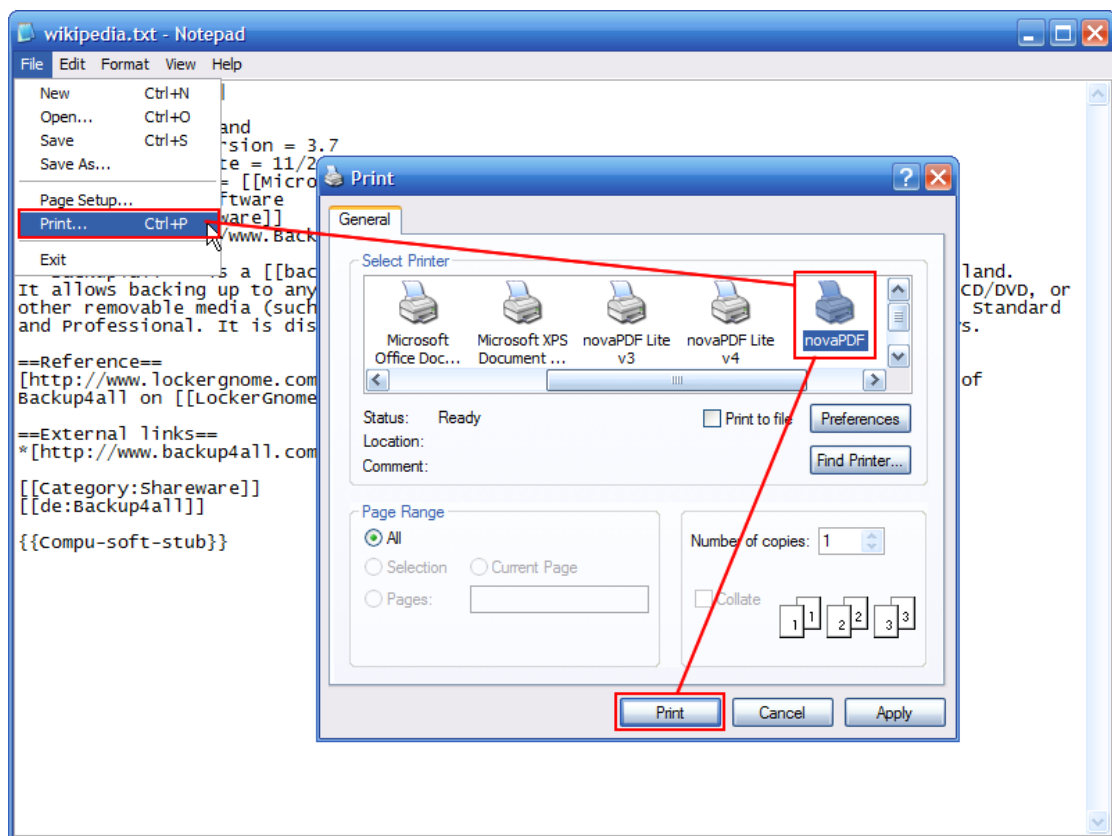 wikipedia.txt - Notepad
File Edit Format View Help
New Ctrl+N
Open... Ctrl+O
Save Ctrl+S
Save As...
Page Setup...
Print... Ctrl+P
Exit
and
rsion = 3.7
te = 11/2
= [[Micro
ftware
ware]]
/www.Back
is a [[bac
land.
It allows backing up to any
CD/DVD, or
other removable media (such
Standard
and Professional. It is dis
s.
==Reference==
[http://www.lockergnome.com
of
Backup4all on [[LockerGnome
==External links==
*[http://www.backup4all.com
[[Category:Shareware]]
[[de:Backup4all]]
{{Compu-soft-stub}}
Print
General
Select Printer
Microsoft Office Doc...
Microsoft XPS Document ...
novaPDF Lite v3
novaPDF Lite v4
novaPDF
Status: Ready
Print to file
Preferences
Location:
Comment:
Find Printer...
Page Range
All
Selection Current Page
Pages:
Number of copies: 1
Collate
1 1 2 2 3 3
Print Cancel Apply